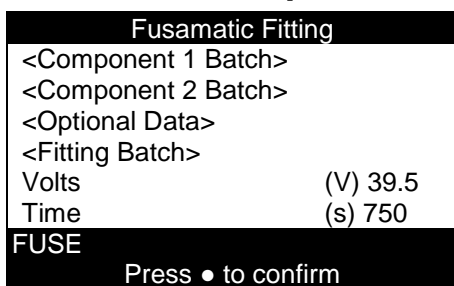 Fusamatic Fitting
<Component 1 Batch>
<Component 2 Batch>
<Optional Data>
<Fitting Batch>
Volts (V) 39.5
Time (s) 750
FUSE
Press ● to confirm